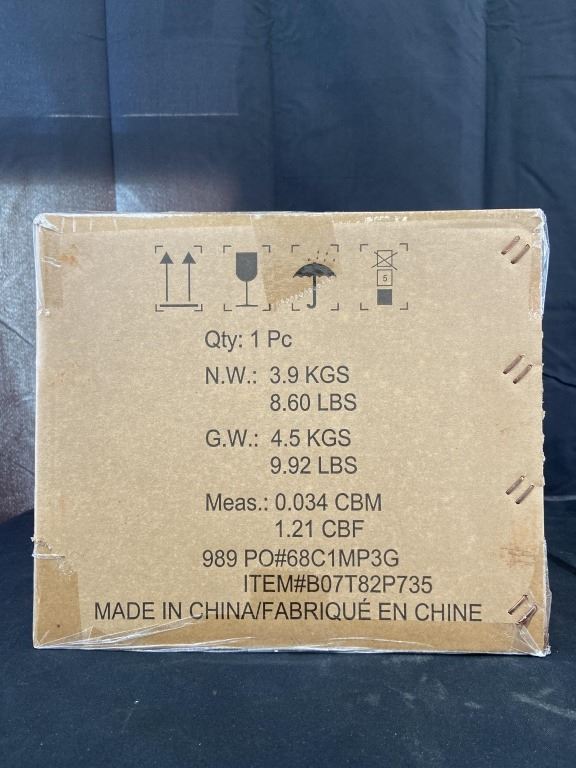 5
Qty: 1 Pc
N.W.: 3.9 KGS
8.60 LBS
G.W.: 4.5 KGS
9.92 LBS
Meas.: 0.034 CBM
1.21 CBF
989 PO#68C1MP3G
ITEM#B07T82P735
MADE IN CHINA/FABRIQUÉ EN CHINE